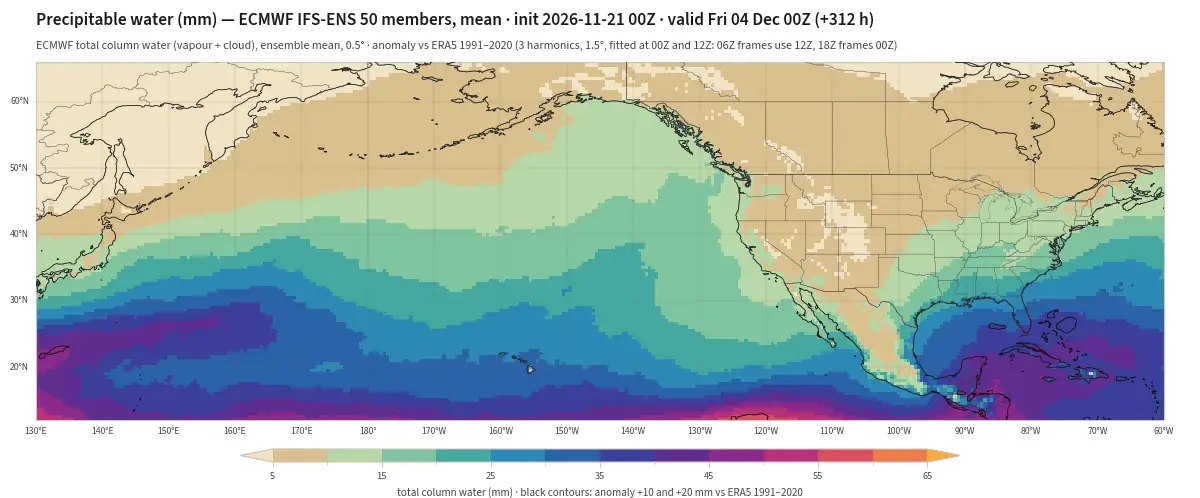 Precipitable water (mm) — ECMWF IFS-ENS 50 members, mean · init 2026-11-21 00Z · valid Fri 04 Dec 00Z (+312 h)
ECMWF total column water (vapour + cloud), ensemble mean, 0.5° · anomaly vs ERA5 1991–2020 (3 harmonics, 1.5°, fitted at 00Z and 12Z: 06Z frames use 12Z, 18Z frames 00Z)
60°N
50°N
40°N
30°N
20°N
130°E 140°E 150°E 160°E 170°E 180° 170°W 160°W 150°W 140°W 130°W 120°W 110°W 100°W 90°W 80°W 70°W 60°W
5 15 25 35 45 55 65
total column water (mm) · black contours: anomaly +10 and +20 mm vs ERA5 1991–2020